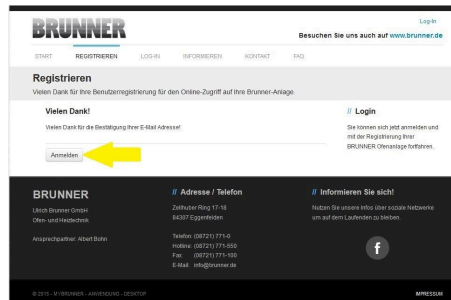 BRUNNER
Log-In
Besuchen Sie uns auch auf www.brunner.de
START REGISTRIEREN LOG-IN INFORMIEREN KONTAKT FAQ
Registrieren
Vielen Dank für Ihre Benutzerregistrierung für den Online-Zugriff auf Ihre Brunner-Anlage
Vielen Dank!
Vielen Dank für die Bestätigung Ihrer E-Mail Adresse!
Anmelden
// Login
Sie können sich jetzt anmelden und
mit der Registrierung Ihrer
BRUNNER Ofenanlage fortfahren.
BRUNNER
Ulrich Brunner GmbH
Ofen- und Heiztechnik
Ansprechpartner: Albert Bohn
// Adresse / Telefon
Zellhuber Ring 17-18
84307 Eggenfelden
Telefon: (08721) 771-0
Hotline: (08721) 771-550
Fax: (08721) 771-100
E-Mail: info@brunner.de
// Informieren Sie sich!
Nutzen Sie unsere Infos über soziale Netzwerke
um auf dem Laufenden zu bleiben.
f
© 2015 - MYBRUNNER - ANWENDUNG - DESKTOP
IMPRESSUM